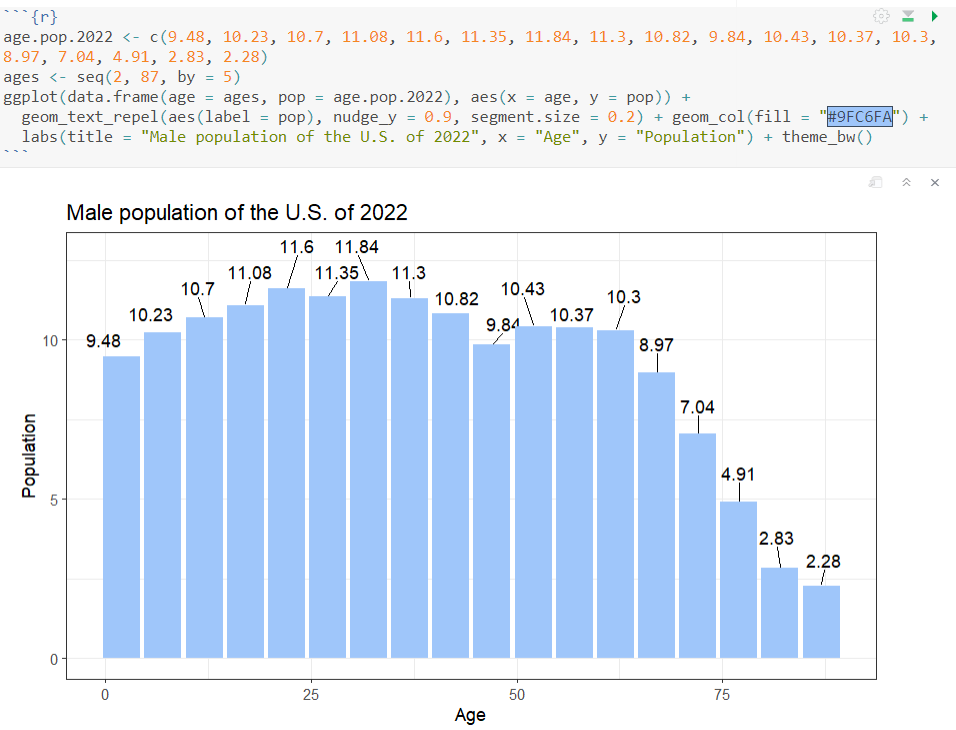 ```{r}
age.pop.2022 <- c(9.48, 10.23, 10.7, 11.08, 11.6, 11.35, 11.84, 11.3, 10.82, 9.84, 10.43, 10.37, 10.3,
8.97, 7.04, 4.91, 2.83, 2.28)
ages <- seq(2, 87, by = 5)
ggplot(data.frame(age = ages, pop = age.pop.2022), aes(x = age, y = pop)) +
  geom_text_repel(aes(label = pop), nudge_y = 0.9, segment.size = 0.2) + geom_col(fill = "#9FC6FA") +
  labs(title = "Male population of the U.S. of 2022", x = "Age", y = "Population") + theme_bw()
```
Male population of the U.S. of 2022
11.6 11.84
11.08 11.35 11.3
10.7 10.82 10.43 10.3
10.23 9.84 10.37
9.48 8.97
7.04
4.91
2.83
2.28
10
5
0
Population
0 25 50 75
Age